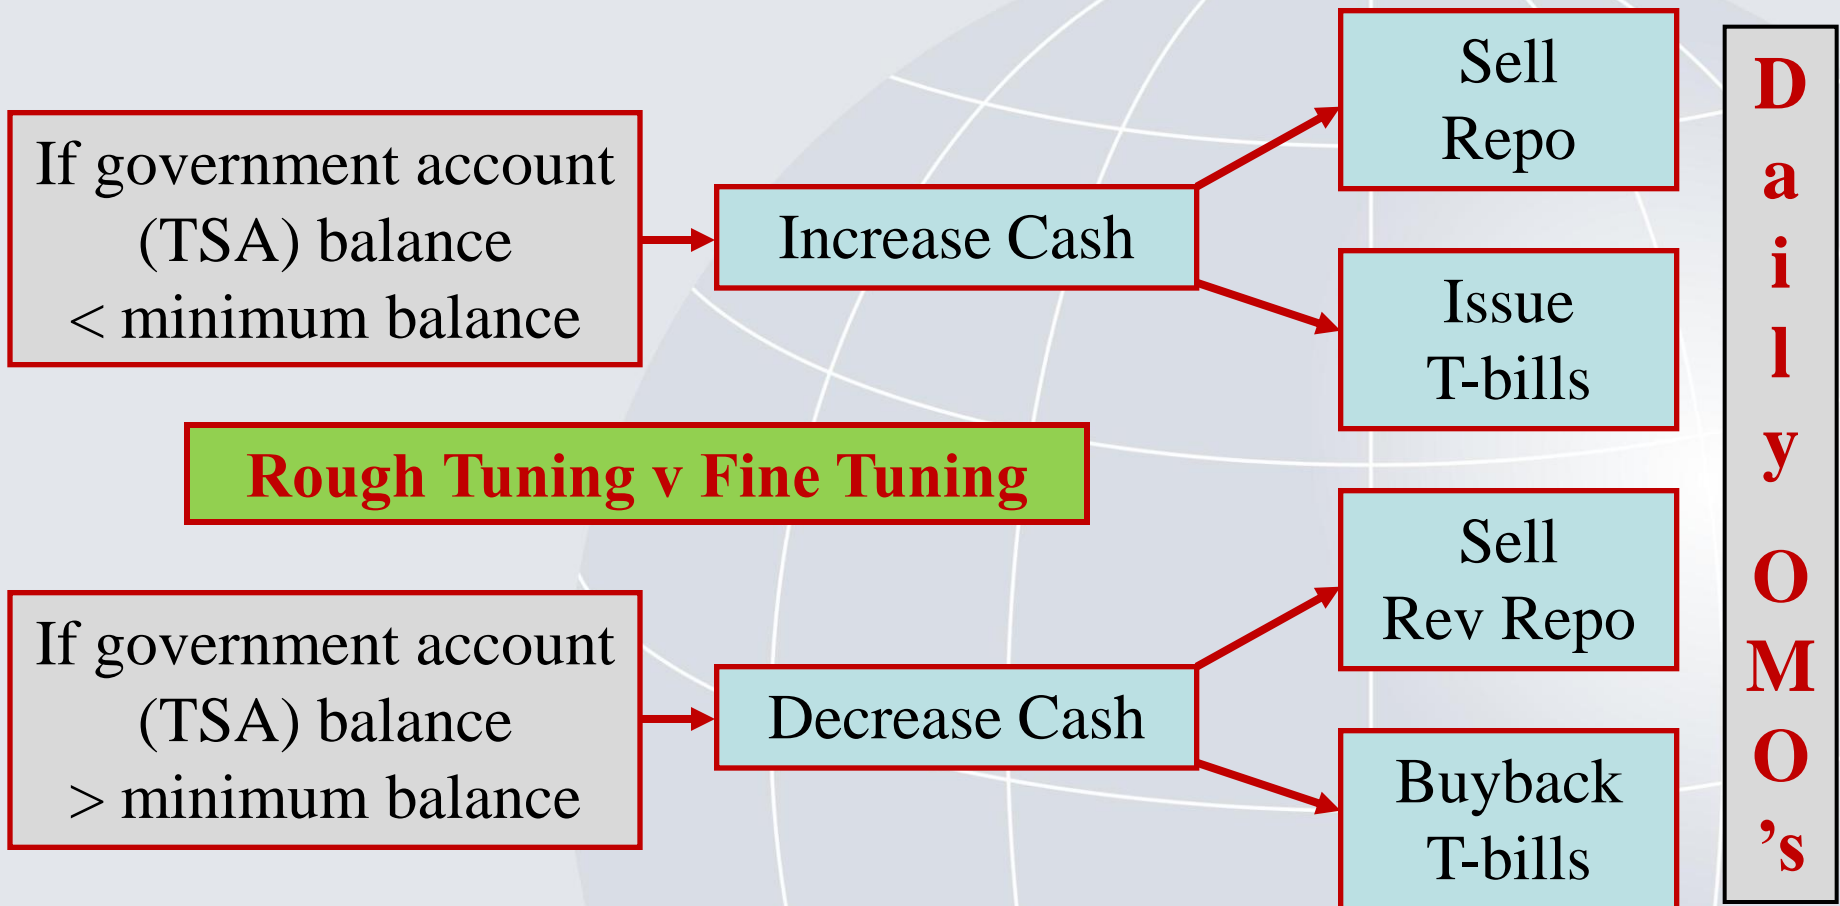 If government account
(TSA) balance
< minimum balance
Increase Cash
Sell
Repo
Issue
T-bills
Rough Tuning v Fine Tuning
If government account
(TSA) balance
> minimum balance
Decrease Cash
Sell
Rev Repo
Buyback
T-bills
D
a
i
l
y
O
M
O
’s